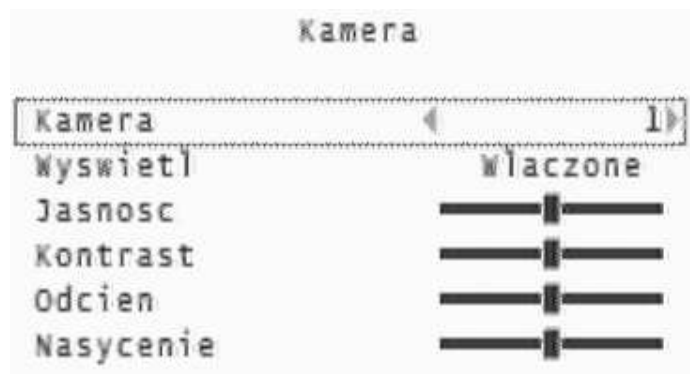 Kamera
Kamera 1
Wyswietl Wlaczone
Jasnosc
Kontrast
Odcien
Nasycenie